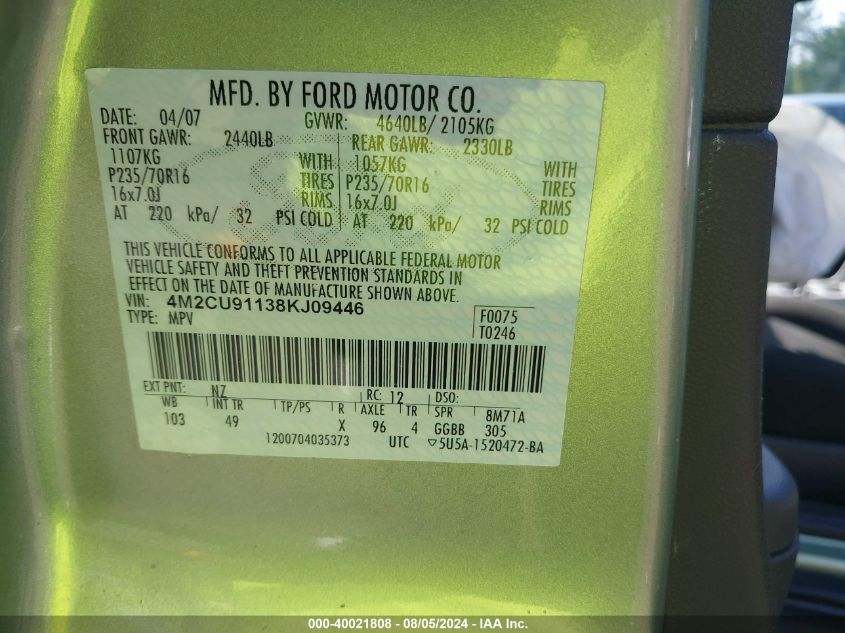 MFD. BY FORD MOTOR CO.
DATE: 04/07 GVWR: 4640LB/ 2105KG
FRONT GAWR: 2440LB REAR GAWR: 2330LB
1107KG WITH 1057KG WITH
P235/70R16 TIRES P235/70R16 TIRES
16x7.0J RIMS 16x7.0J RIMS
AT 220 kPa/ 32 PSI COLD AT 220 kPa/ 32 PSI COLD
THIS VEHICLE CONFORMS TO ALL APPLICABLE FEDERAL MOTOR
VEHICLE SAFETY AND THEFT PREVENTION STANDARDS IN
EFFECT ON THE DATE OF MANUFACTURE SHOWN ABOVE.
VIN: 4M2CU91138KJ09446 F0075
TYPE: MPV T0246
EXT PNT: NZ RC: 12 DSO:
WB INT TR TP/PS R AXLE TR SPR 8M71A
103 49 X 96 4 GGBB 305
1200704035373 UTC ▽5U5A-1520472-BA
000-40021808 - 08/05/2024 - IAA Inc.